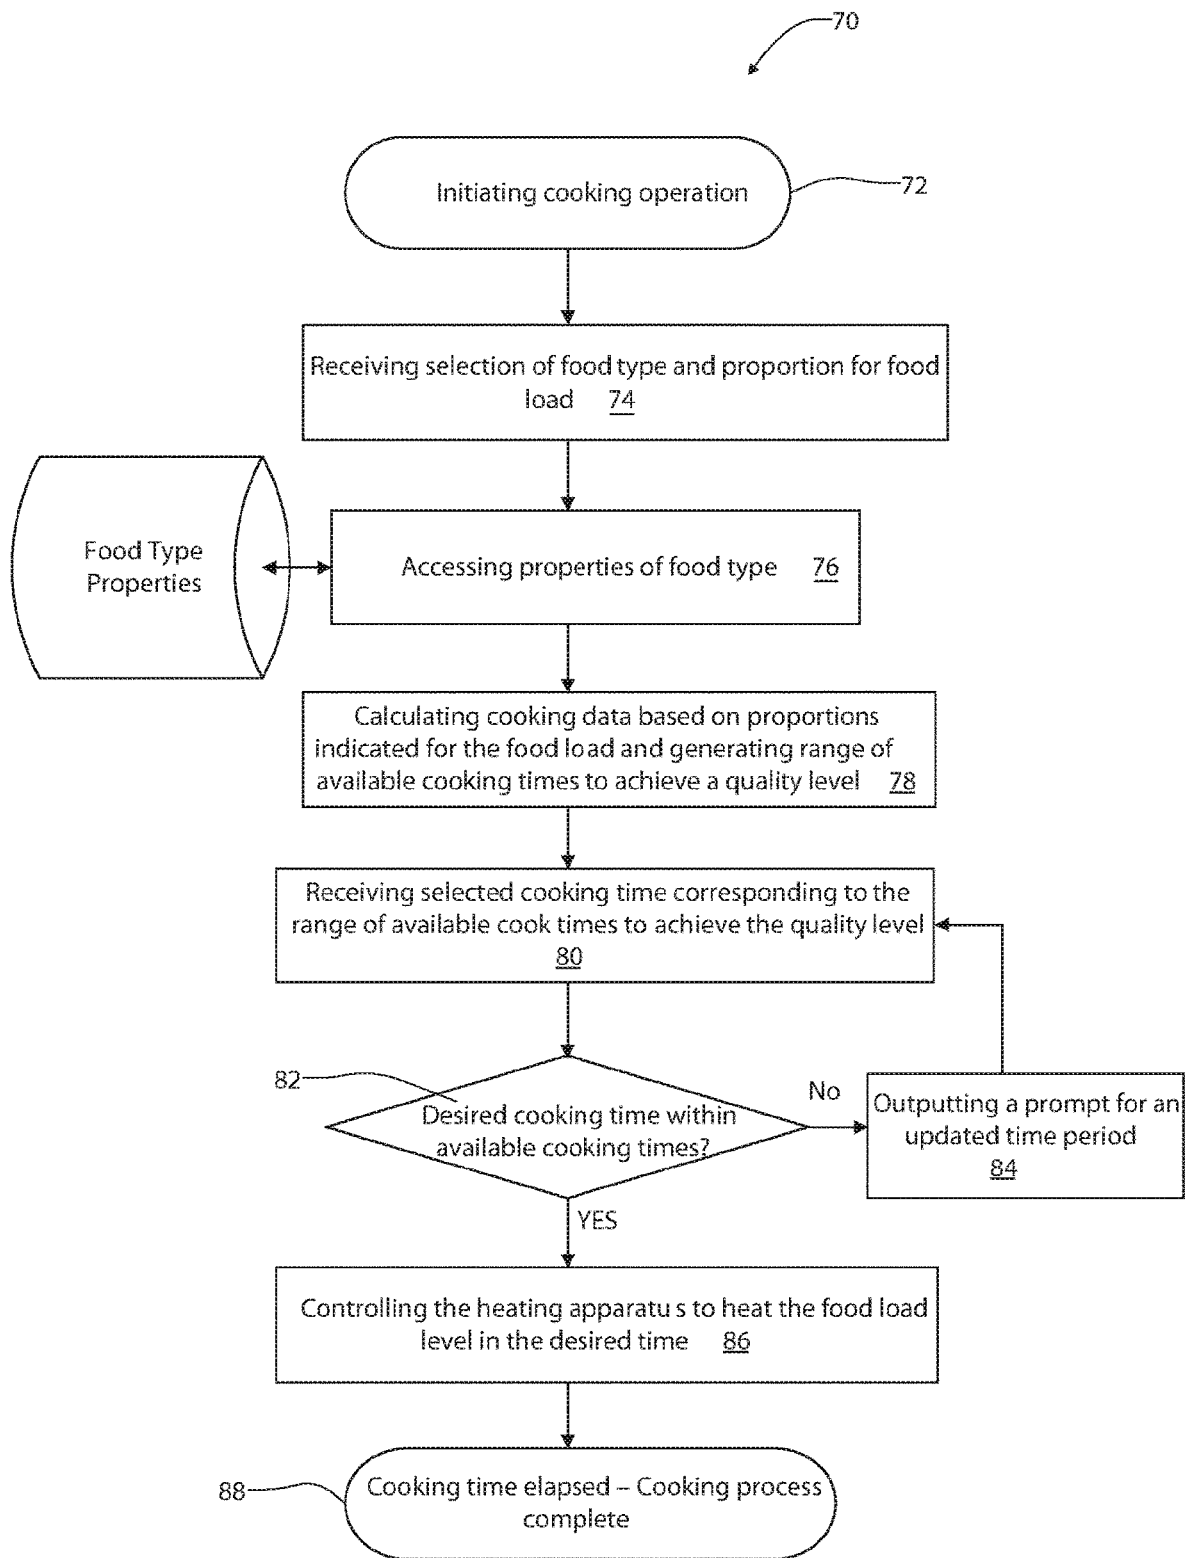 70
Initiating cooking operation
72
Receiving selection of food type and proportion for food
load 74
Food Type
Properties
Accessing properties of food type 76
Calculating cooking data based on proportions
indicated for the food load and generating range of
available cooking times to achieve a quality level 78
Receiving selected cooking time corresponding to the
range of available cook times to achieve the quality level
80
82
Desired cooking time within
available cooking times?
No
Outputting a prompt for an
updated time period
84
YES
Controlling the heating apparatus to heat the food load
level in the desired time 86
88
Cooking time elapsed – Cooking process
complete